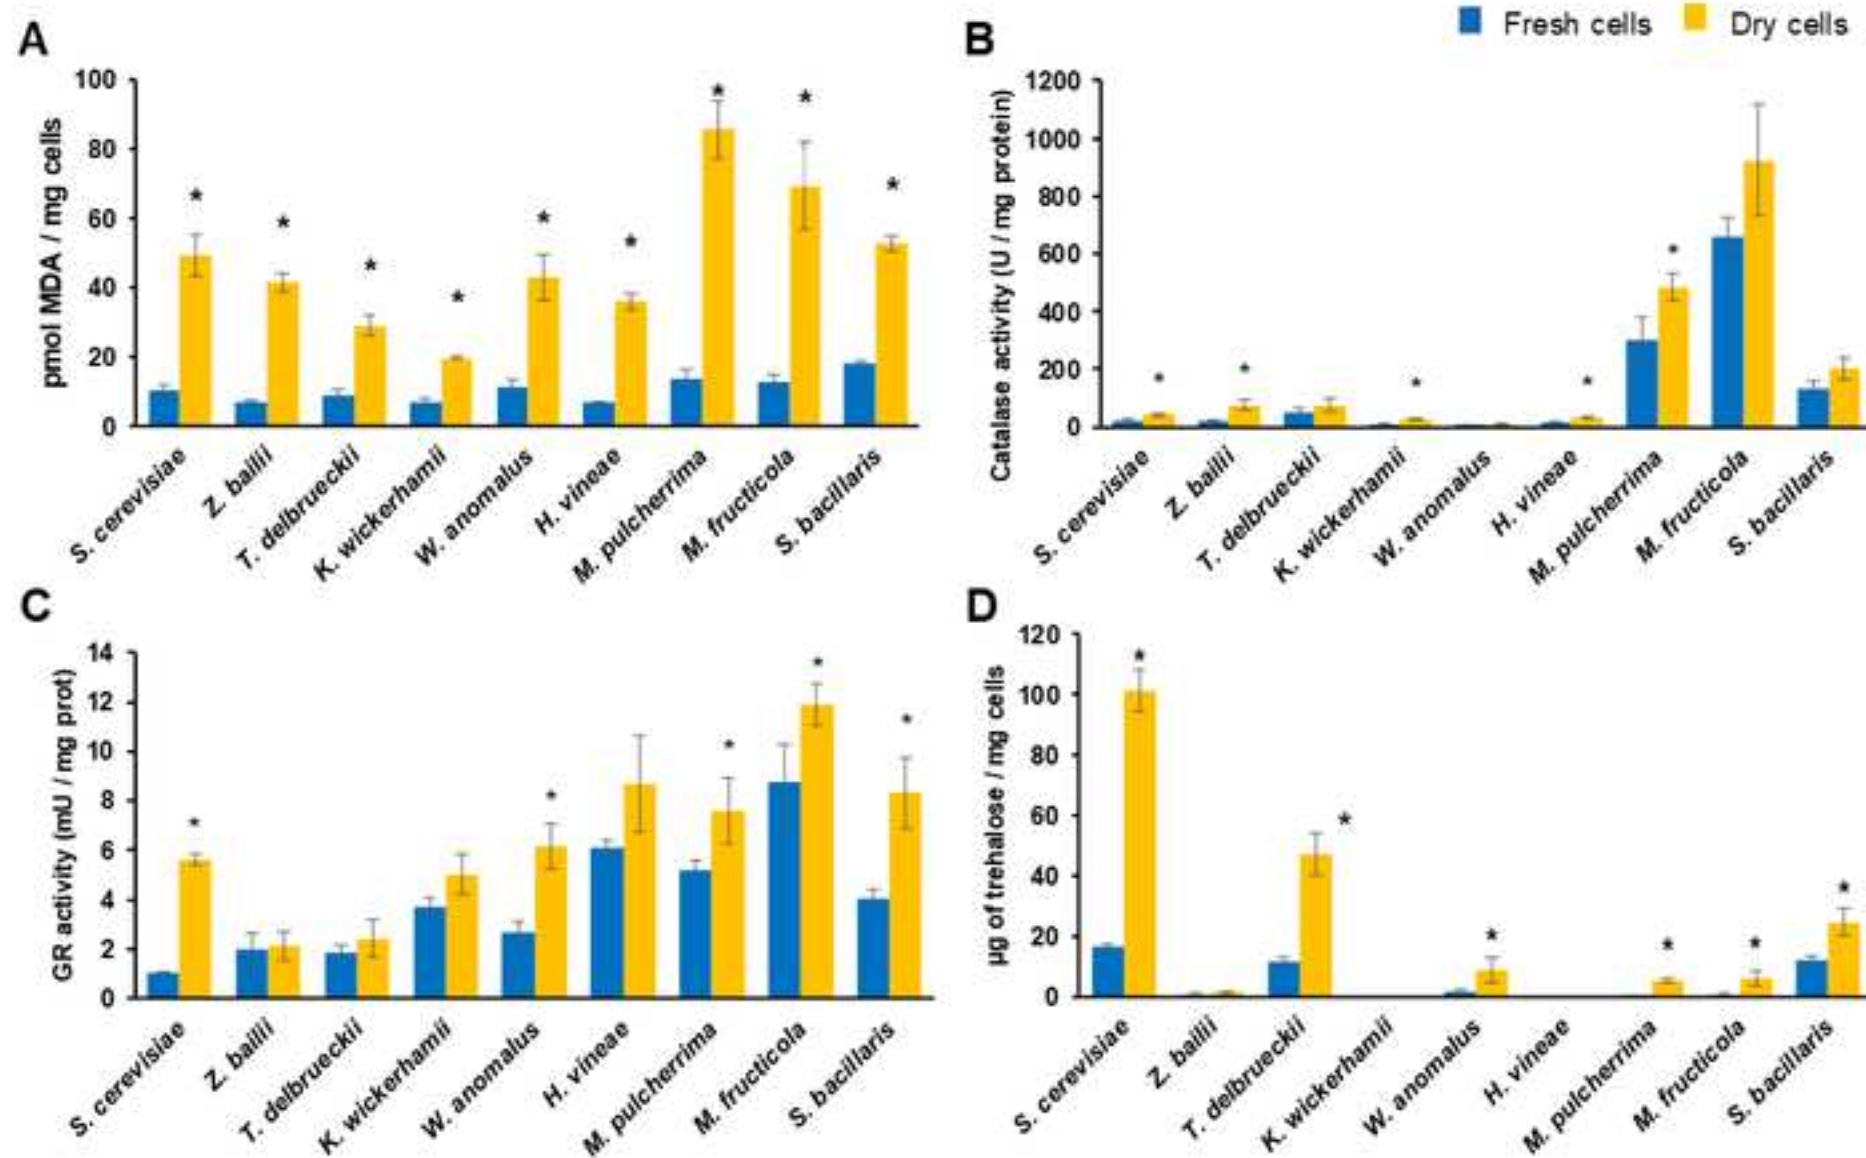 Fresh cells Dry cells
A
pmol MDA / mg cells
100
80
60
40
20
0
* * * * * * * * *
S. cerevisiae
Z. bailii
T. delbrueckii
K. wickerhamii
W. anomalus
H. vineae
M. pulcherrima
M. fructicola
S. bacillaris
B
Catalase activity (U / mg protein)
1200
1000
800
600
400
200
0
* * * * *
S. cerevisiae
Z. bailii
T. delbrueckii
K. wickerhamii
W. anomalus
H. vineae
M. pulcherrima
M. fructicola
S. bacillaris
C
GR activity (mU / mg prot)
14
12
10
8
6
4
2
0
* * * * *
S. cerevisiae
Z. bailii
T. delbrueckii
K. wickerhamii
W. anomalus
H. vineae
M. pulcherrima
M. fructicola
S. bacillaris
D
µg of trehalose / mg cells
120
100
80
60
40
20
0
* * * * * *
S. cerevisiae
Z. bailii
T. delbrueckii
K. wickerhamii
W. anomalus
H. vineae
M. pulcherrima
M. fructicola
S. bacillaris